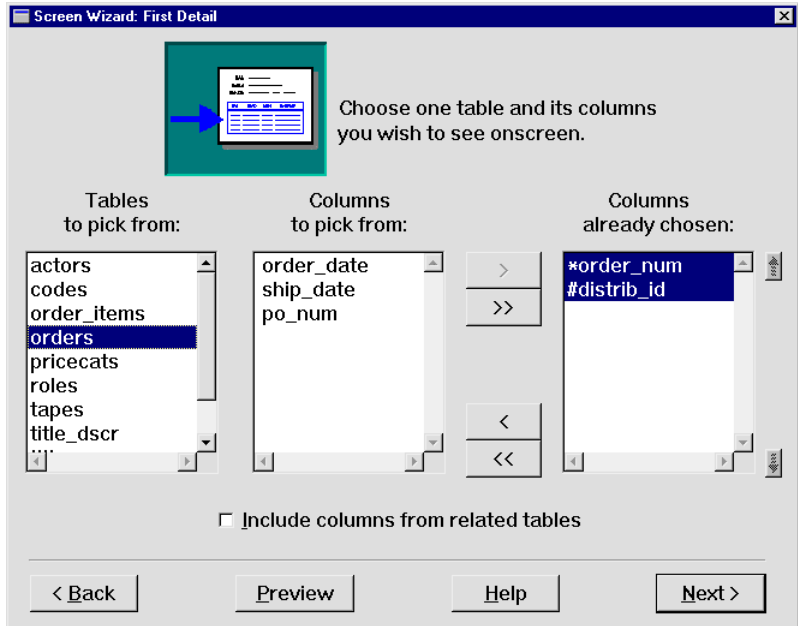 Screen Wizard: First Detail
Choose one table and its columns
you wish to see onscreen.
Tables
to pick from:
Columns
to pick from:
Columns
already chosen:
actors
codes
order_items
orders
pricecats
roles
tapes
title_dscr
order_date
ship_date
po_num
>
>>
<
<<
*order_num
#distrib_id
Include columns from related tables
< Back
Preview
Help
Next >